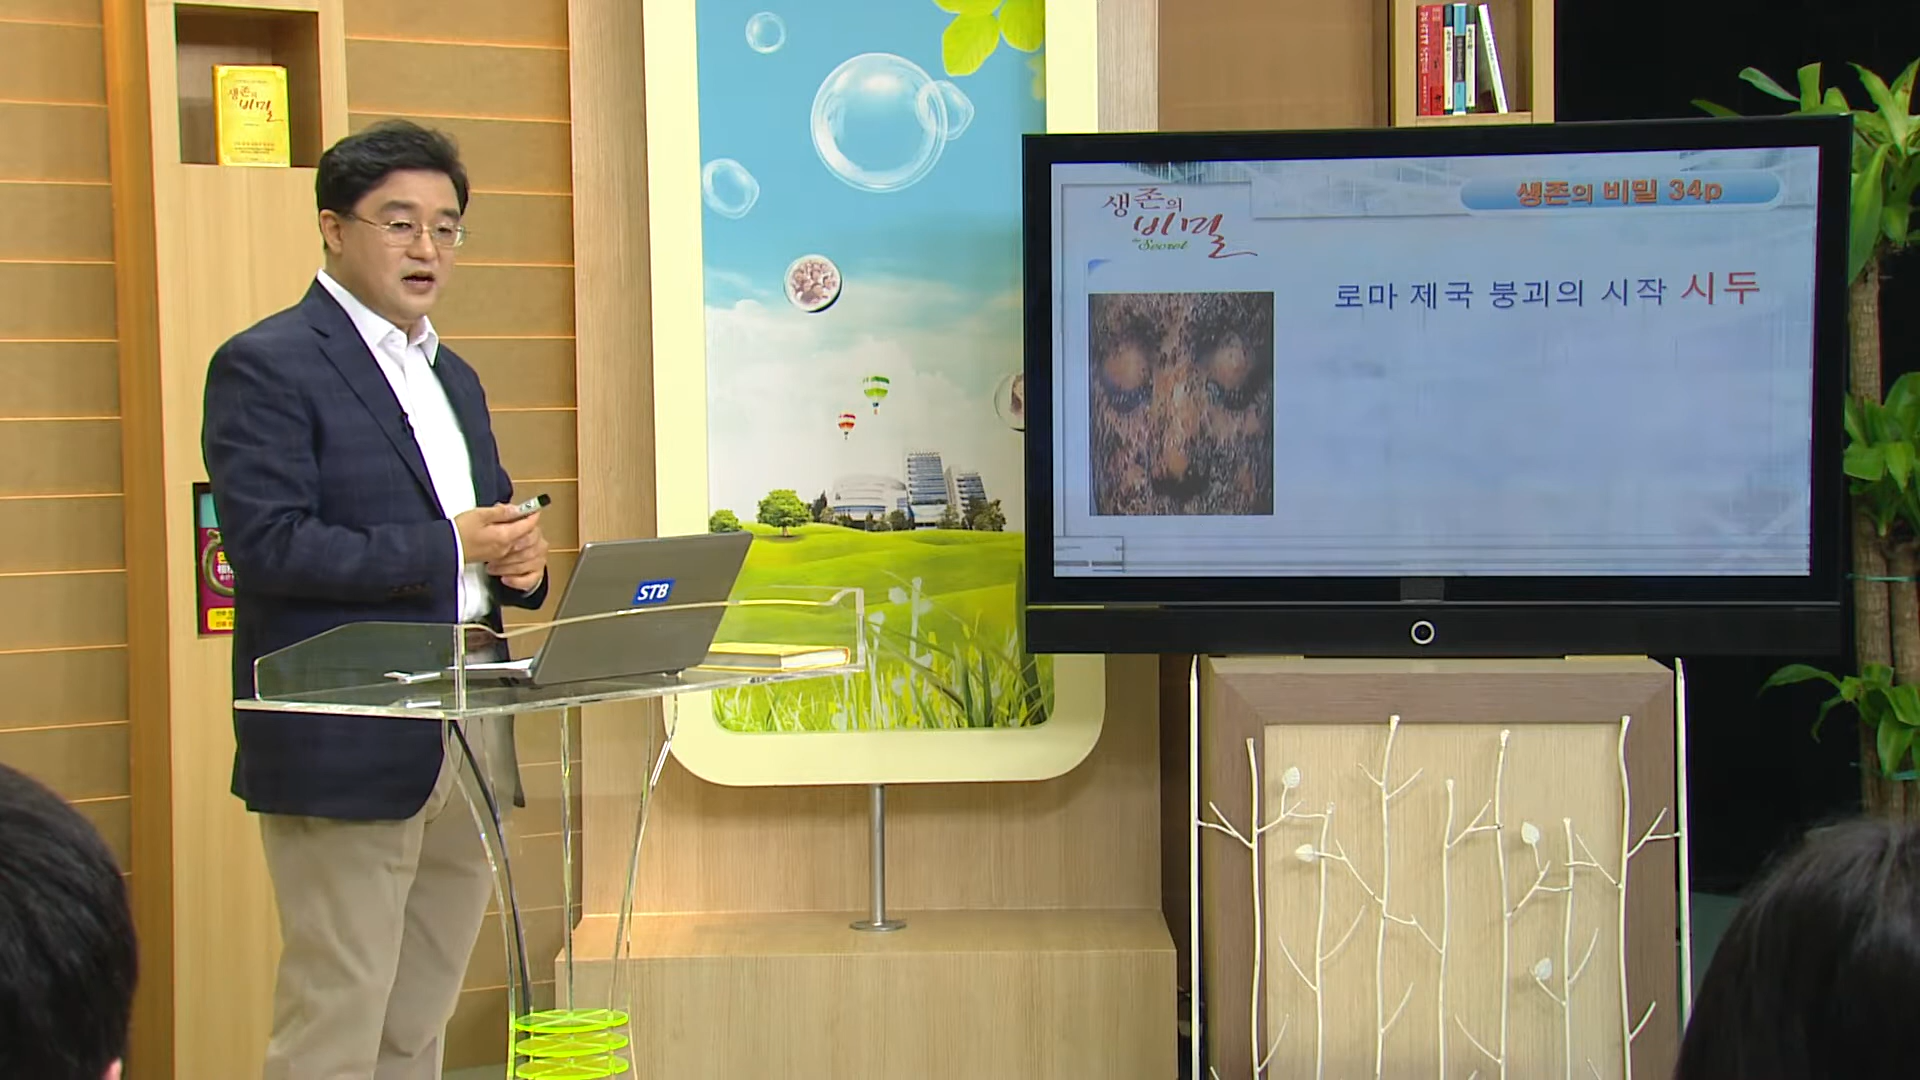 생존의
비밀
생존의
비밀
the Secret
생존의 비밀 34p
로마 제국 붕괴의 시작 시두
STB